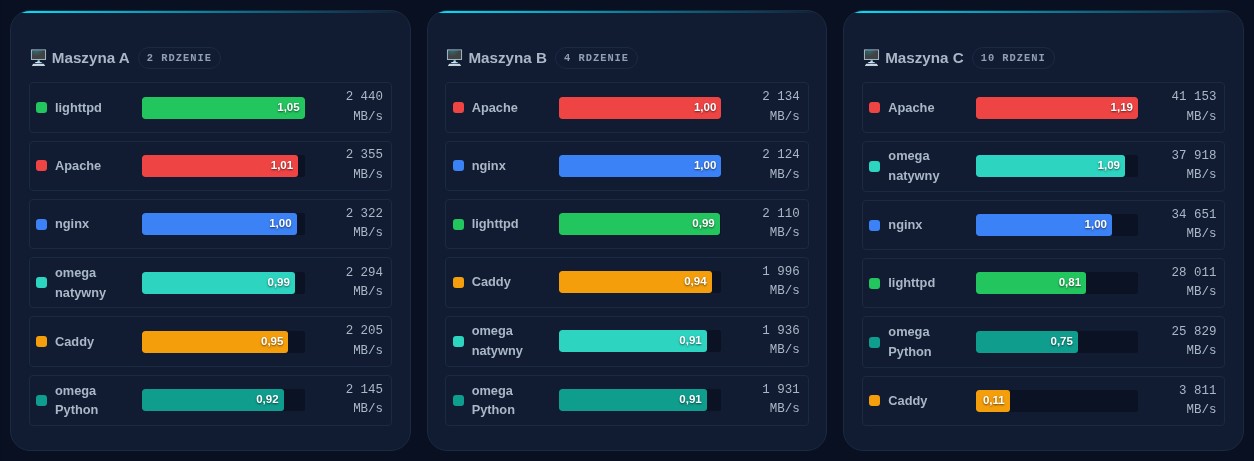 Maszyna A 2 RDZENIE
lighttpd 1,05 2 440 MB/s
Apache 1,01 2 355 MB/s
nginx 1,00 2 322 MB/s
omega natywny 0,99 2 294 MB/s
Caddy 0,95 2 205 MB/s
omega Python 0,92 2 145 MB/s
Maszyna B 4 RDZENIE
Apache 1,00 2 134 MB/s
nginx 1,00 2 124 MB/s
lighttpd 0,99 2 110 MB/s
Caddy 0,94 1 996 MB/s
omega natywny 0,91 1 936 MB/s
omega Python 0,91 1 931 MB/s
Maszyna C 10 RDZENI
Apache 1,19 41 153 MB/s
omega natywny 1,09 37 918 MB/s
nginx 1,00 34 651 MB/s
lighttpd 0,81 28 011 MB/s
omega Python 0,75 25 829 MB/s
Caddy 0,11 3 811 MB/s